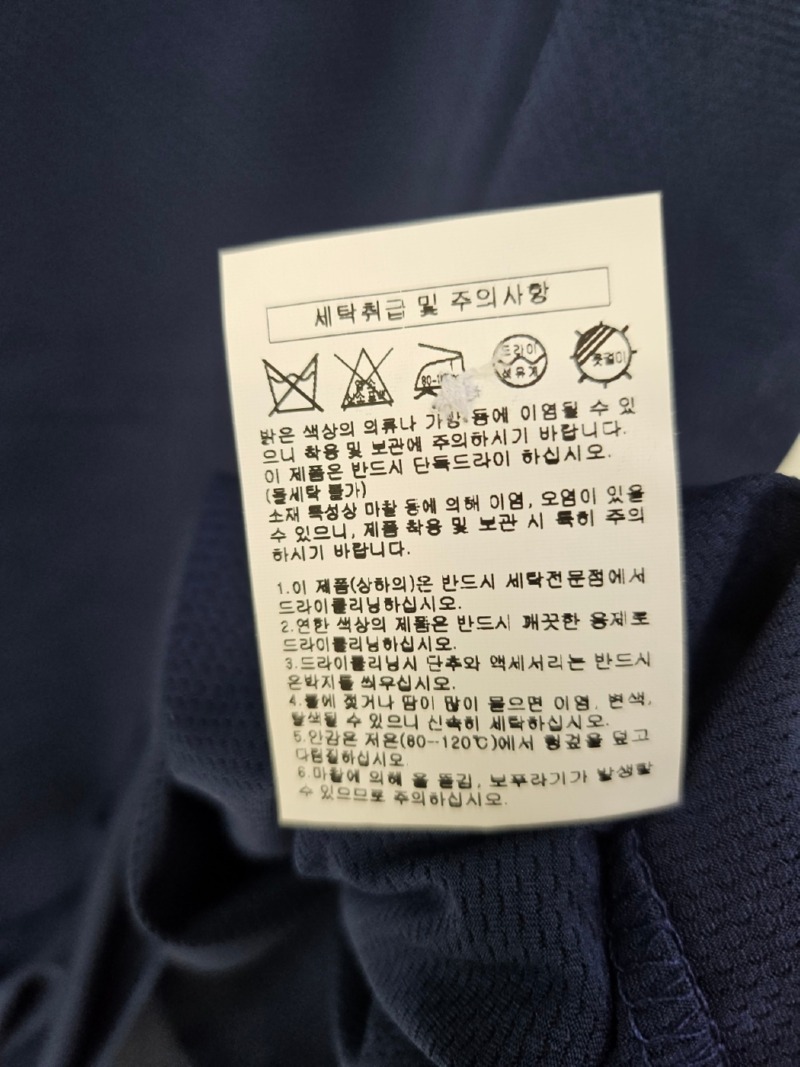 세탁취급 및 주의사항
80-120℃
드라이
석유계
옷걸이
밝은 색상의 의류나 가방 등에 이염될 수 있
으니 착용 및 보관에 주의하시기 바랍니다.
이 제품은 반드시 단독드라이 하십시오.
(물세탁 불가)
소재 특성상 마찰 등에 의해 이염, 오염이 있을
수 있으니, 제품 착용 및 보관 시 특히 주의
하시기 바랍니다.
1.이 제품(상하의)은 반드시 세탁전문점에서
드라이클리닝하십시오.
2.연한 색상의 제품은 반드시 깨끗한 용제로
드라이클리닝하십시오.
3.드라이클리닝시 단추와 액세서리는 반드시
은박지를 씌우십시오.
4.물에 젖거나 땀이 많이 묻으면 이염, 변색,
탈색될 수 있으니 신속히 세탁하십시오.
5.안감은 저온(80--120℃)에서 헝겊을 덮고
다림질하십시오.
6.마찰에 의해 올 뜯김, 보푸라기가 발생할
수 있으므로 주의하십시오.